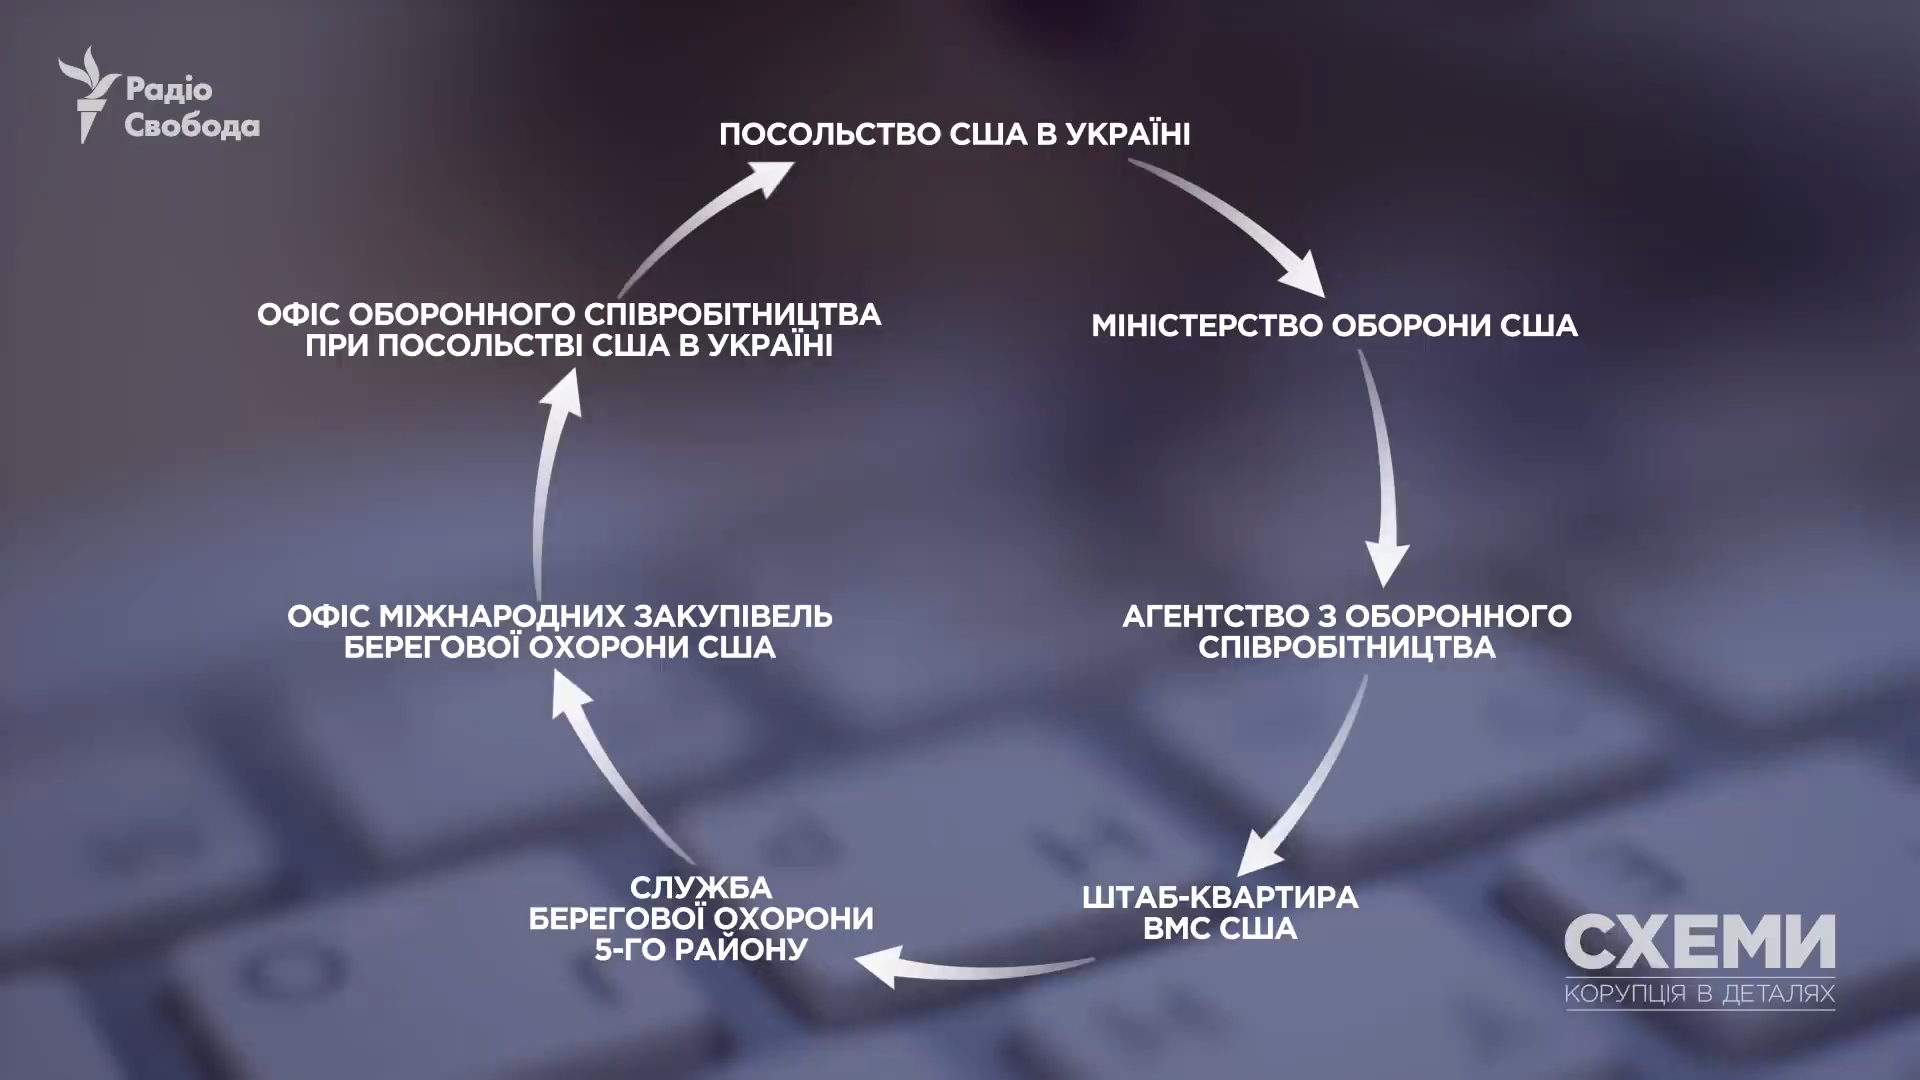 Радіо
Свобода
ПОСОЛЬСТВО США В УКРАЇНІ
ОФІС ОБОРОННОГО СПІВРОБІТНИЦТВА
ПРИ ПОСОЛЬСТВІ США В УКРАЇНІ
МІНІСТЕРСТВО ОБОРОНИ США
ОФІС МІЖНАРОДНИХ ЗАКУПІВЕЛЬ
БЕРЕГОВОЇ ОХОРОНИ США
АГЕНТСТВО З ОБОРОННОГО
СПІВРОБІТНИЦТВА
СЛУЖБА
БЕРЕГОВОЇ ОХОРОНИ
5-ГО РАЙОНУ
ШТАБ-КВАРТИРА
ВМС США
СХЕМИ
КОРУПЦІЯ В ДЕТАЛЯХ